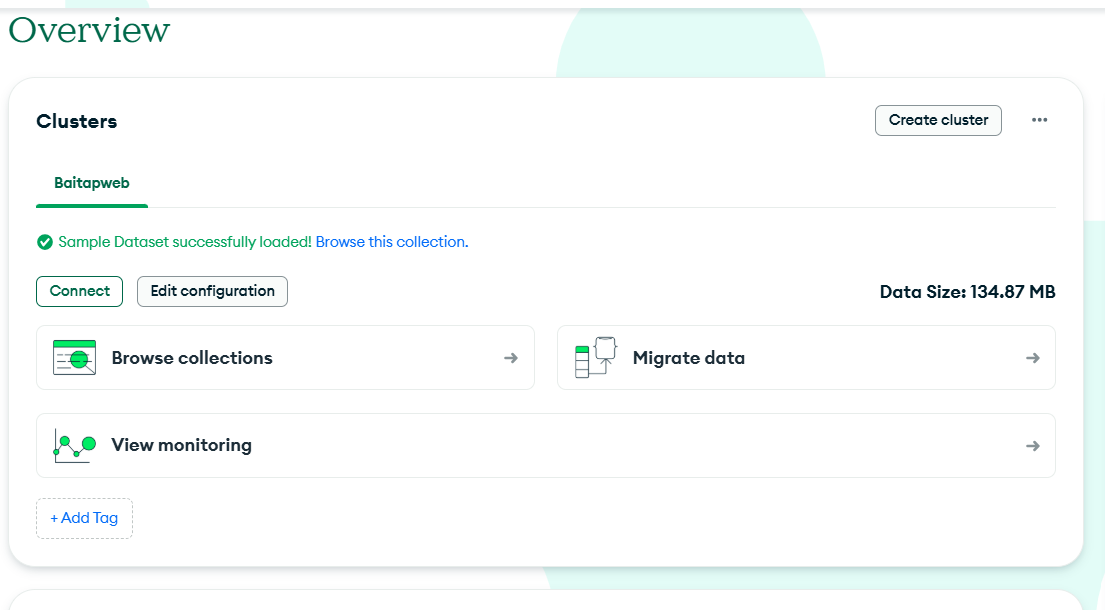 Overview
Clusters
Create cluster
Baitapweb
Sample Dataset successfully loaded! Browse this collection.
Connect
Edit configuration
Data Size: 134.87 MB
Browse collections
Migrate data
View monitoring
+ Add Tag